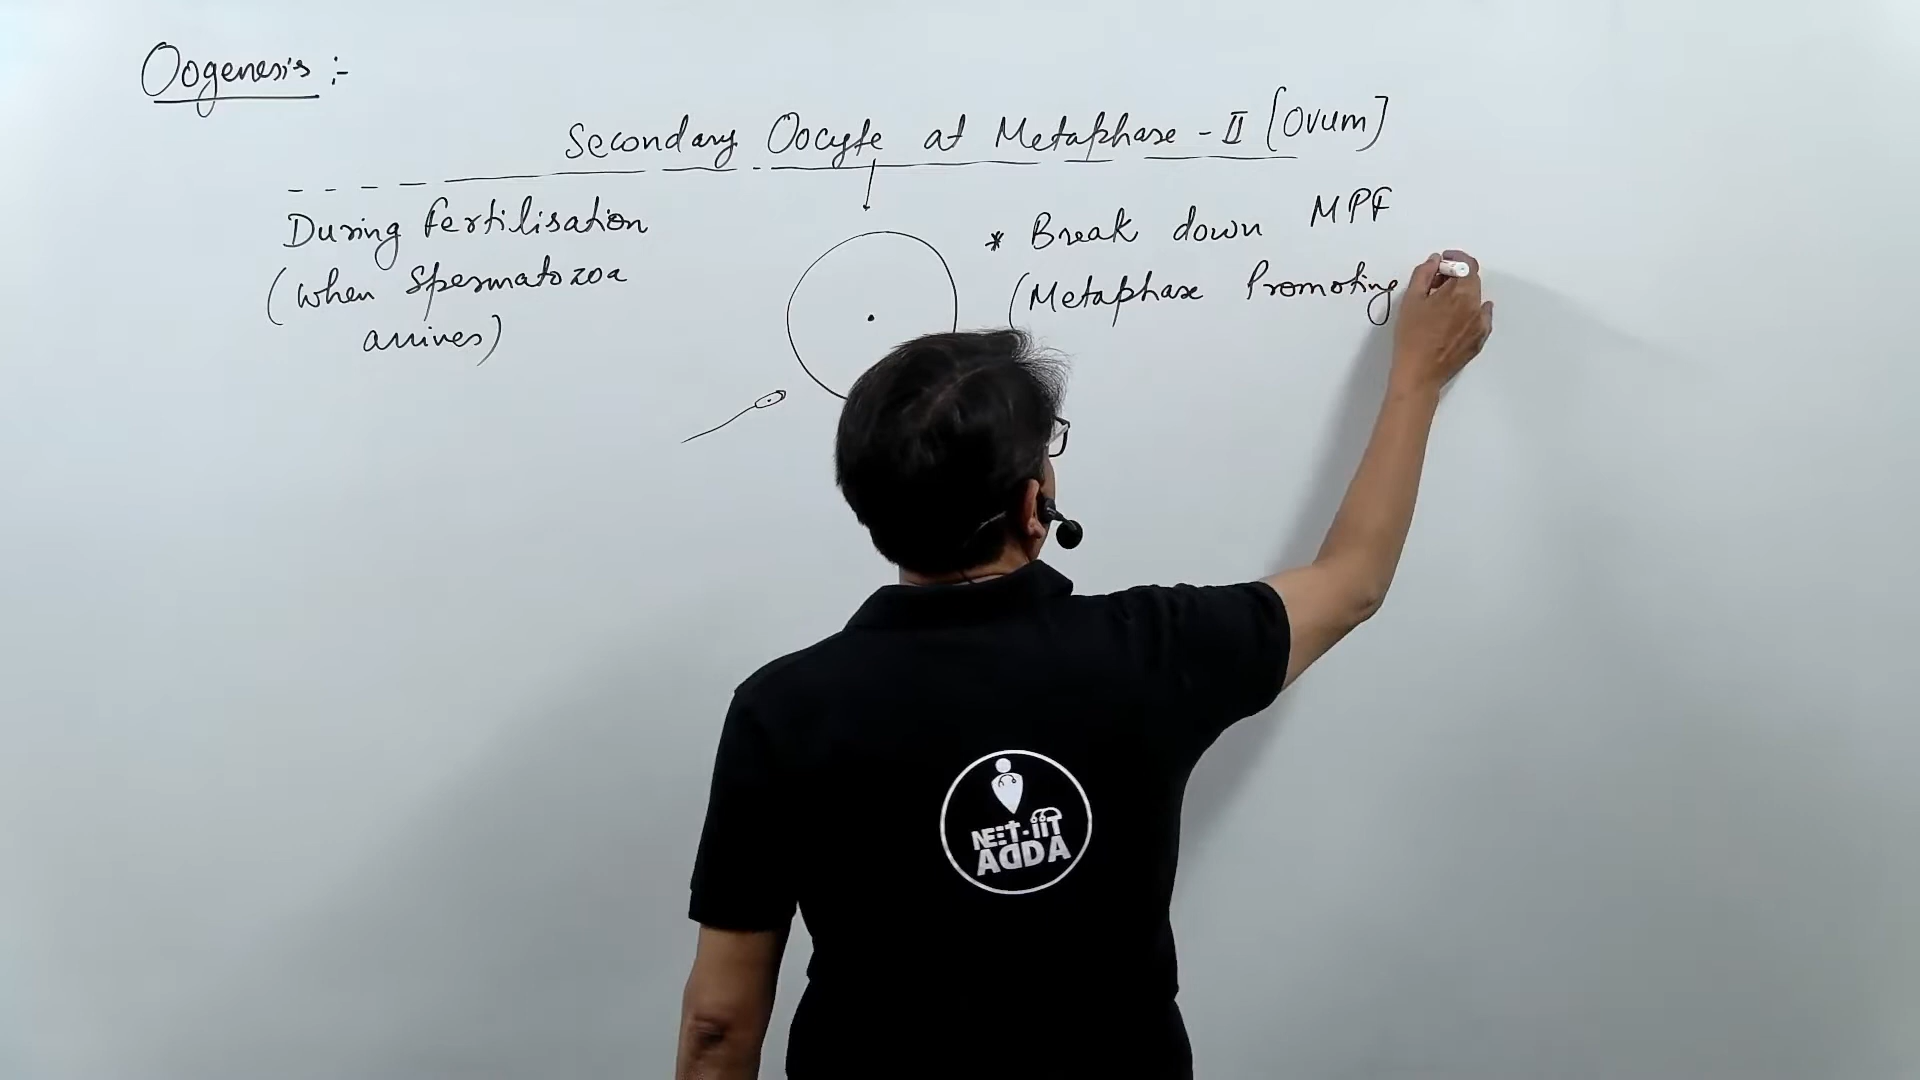 Oogenesis :-
Secondary Oocyte at Metaphase - II [Ovum]
During fertilisation
(when Spermatozoa
arrives)
* Break down MPF
(Metaphase Promoting
NEET-IIT
ADDA